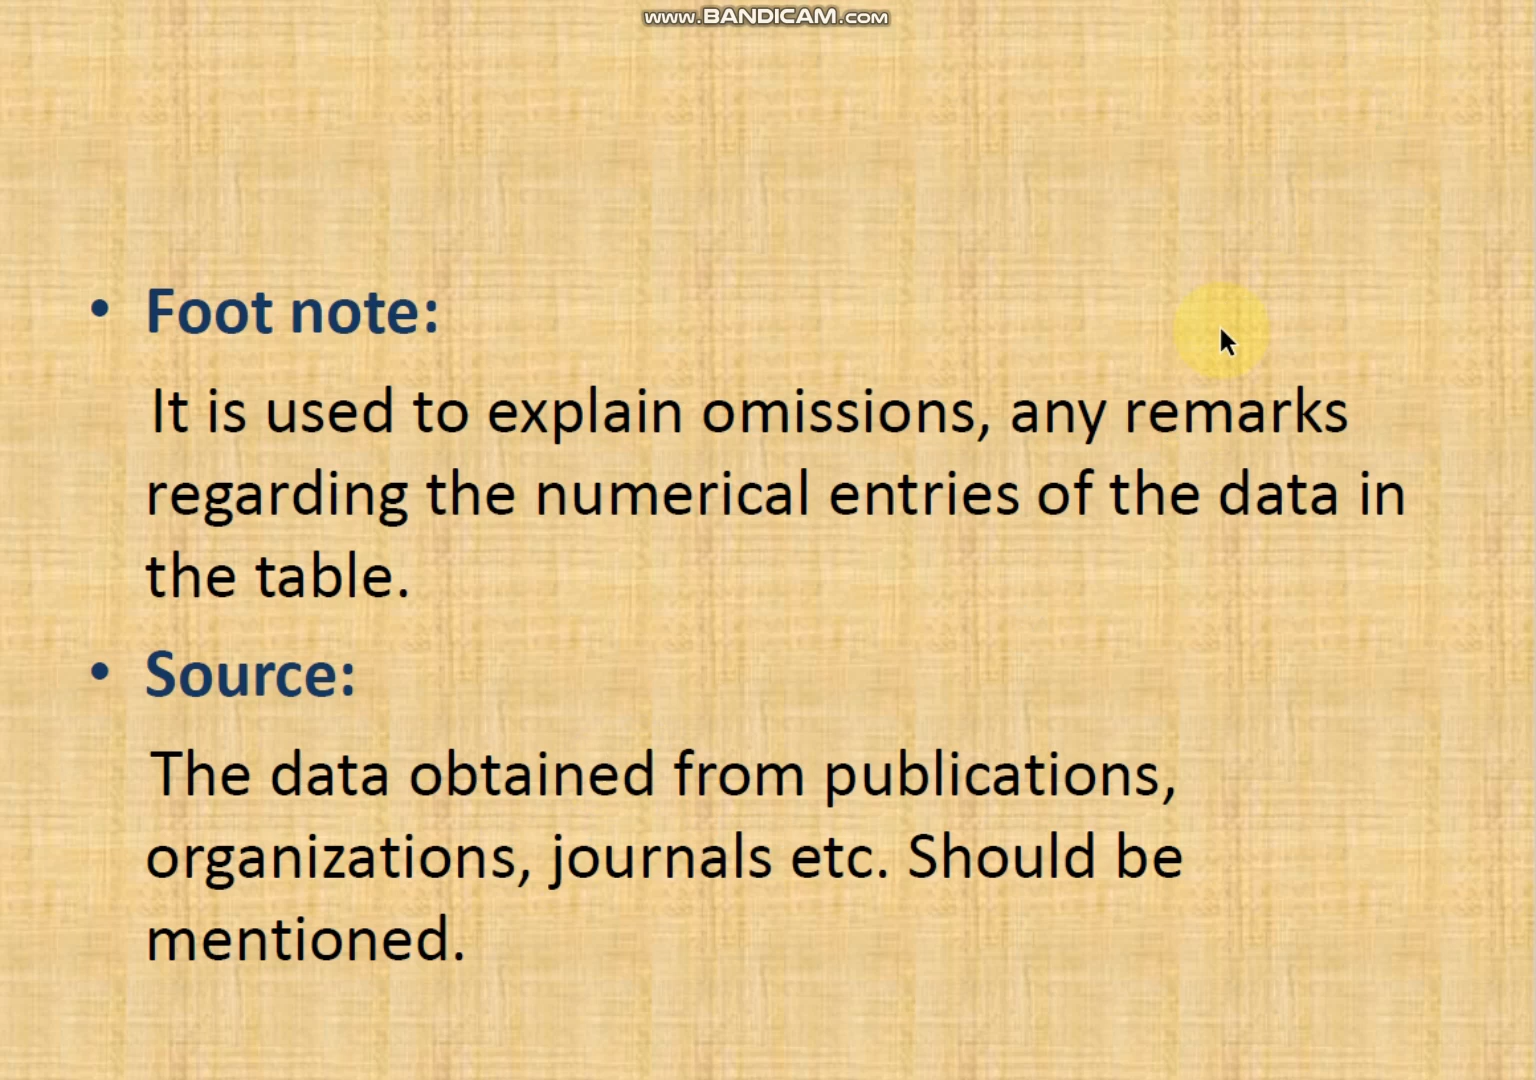 www.BANDICAM.com
• Foot note:
It is used to explain omissions, any remarks
regarding the numerical entries of the data in
the table.
• Source:
The data obtained from publications,
organizations, journals etc. Should be
mentioned.